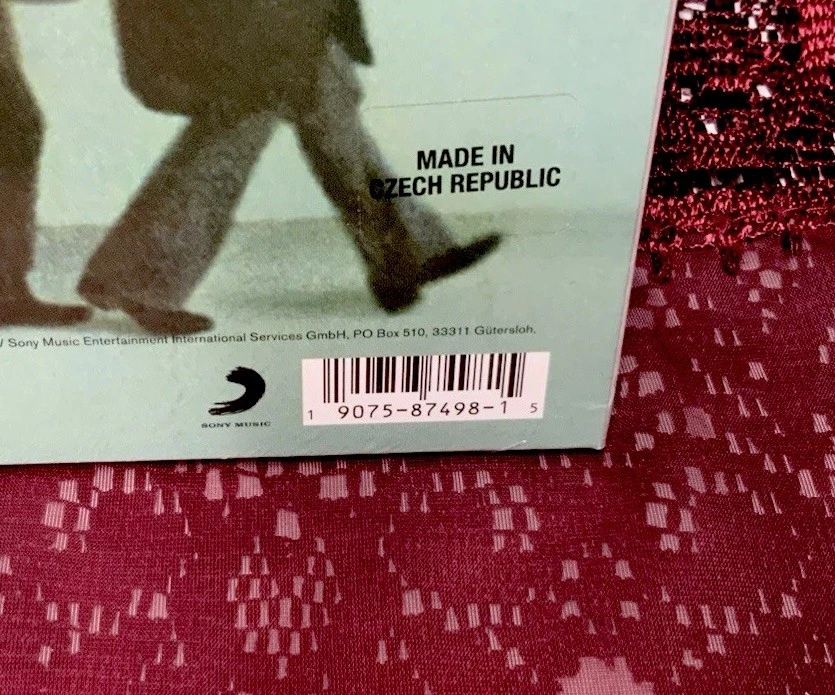 MADE IN
CZECH REPUBLIC
/ Sony Music Entertainment International Services GmbH, PO Box 510, 33311 Gütersloh.
SONY MUSIC
1 9075-87498-1 5